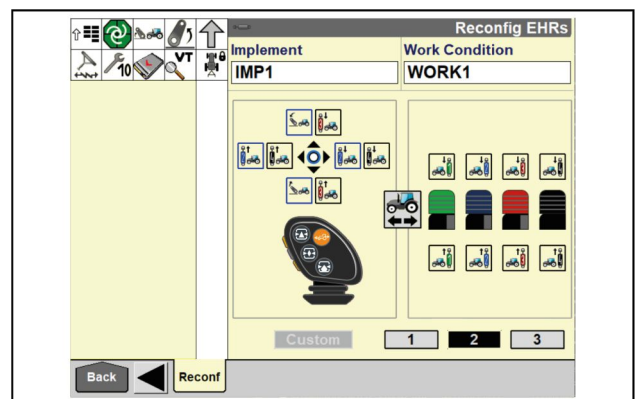 VT
10
Reconfig EHRs
Implement
Work Condition
IMP1
WORK1
Custom
1
2
3
Back
Reconf